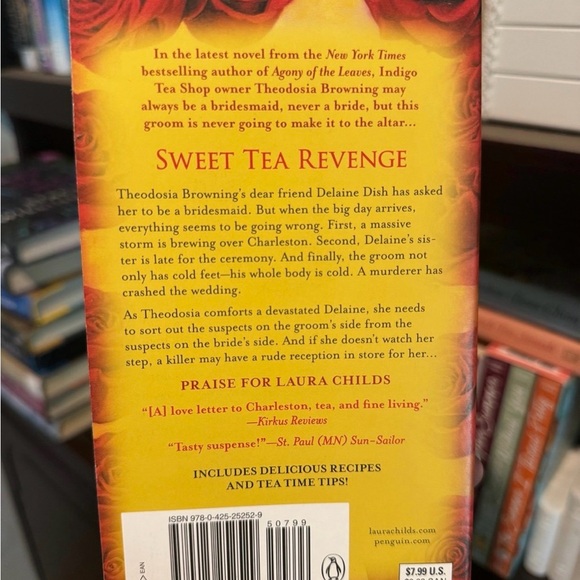 In the latest novel from the New York Times
bestselling author of Agony of the Leaves, Indigo
Tea Shop owner Theodosia Browning may
always be a bridesmaid, never a bride, but this
groom is never going to make it to the altar...
SWEET TEA REVENGE
Theodosia Browning's dear friend Delaine Dish has asked
her to be a bridesmaid. But when the big day arrives,
everything seems to be going wrong. First, a massive
storm is brewing over Charleston. Second, Delaine's sis-
ter is late for the ceremony. And finally, the groom not
only has cold feet—his whole body is cold. A murderer has
crashed the wedding.
As Theodosia comforts a devastated Delaine, she needs
to sort out the suspects on the groom's side from the
suspects on the bride's side. And if she doesn't watch her
step, a killer may have a rude reception in store for her...
PRAISE FOR LAURA CHILDS
"[A] love letter to Charleston, tea, and fine living."
—Kirkus Reviews
"Tasty suspense!"—St. Paul (MN) Sun-Sailor
INCLUDES DELICIOUS RECIPES
AND TEA TIME TIPS!
ISBN 978-0-425-25252-9
50799
EAN
laurachilds.com
penguin.com
$7.99 U.S.